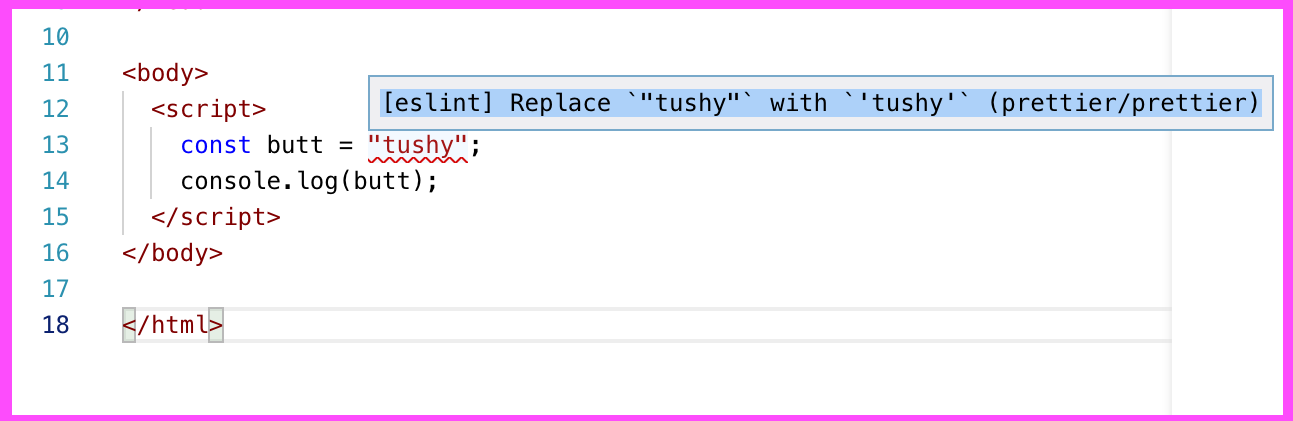 10
11 <body>
[eslint] Replace `"tushy"` with `'tushy'` (prettier/prettier)
12 <script>
13 const butt = "tushy";
14 console.log(butt);
15 </script>
16 </body>
17
18 </html>